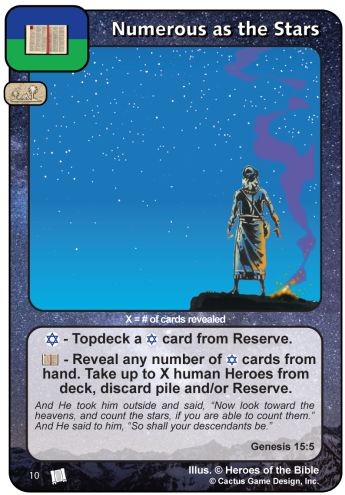 Numerous as the Stars
X = # of cards revealed
- Topdeck a card from Reserve.
- Reveal any number of cards from
hand. Take up to X human Heroes from
deck, discard pile and/or Reserve.
And He took him outside and said, “Now look toward the
heavens, and count the stars, if you are able to count them.”
And He said to him, “So shall your descendants be.”
Genesis 15:5
10
Illus. © Heroes of the Bible
© Cactus Game Design, Inc.